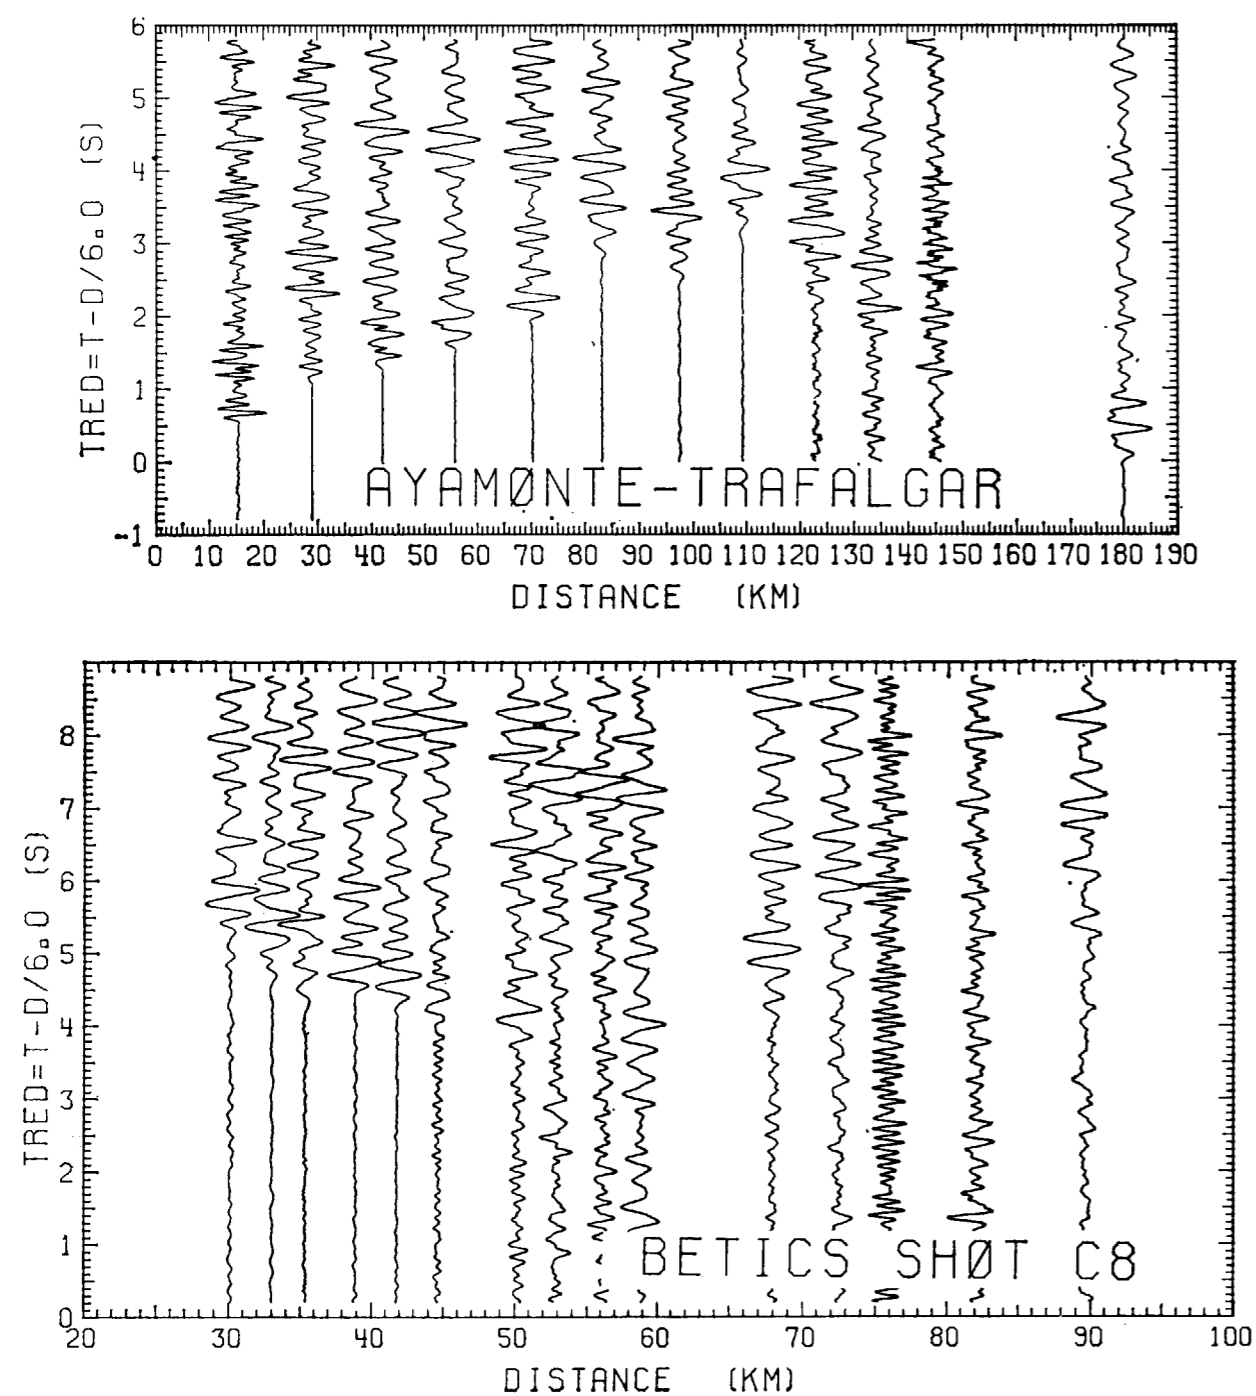 6
5
4
3
2
1
0
-1
TRED=T-D/6.0 (S)
AYAMØNTE-TRAFALGAR
0 10 20 30 40 50 60 70 80 90 100 110 120 130 140 150 160 170 180 190
DISTANCE (KM)
8
7
6
5
4
3
2
1
0
TRED=T-D/6.0 (S)
BETICS SHØT C8
20 30 40 50 60 70 80 90 100
DISTANCE (KM)